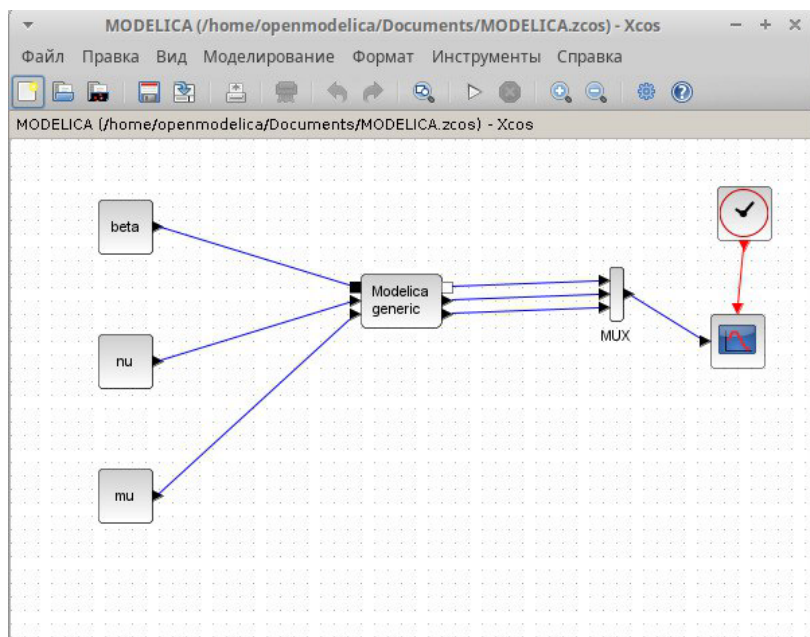 MODELICA (/home/openmodelica/Documents/MODELICA.zcos) - Xcos
Файл Правка Вид Моделирование Формат Инструменты Справка
MODELICA (/home/openmodelica/Documents/MODELICA.zcos) - Xcos
beta
Modelica
generic
MUX
nu
mu